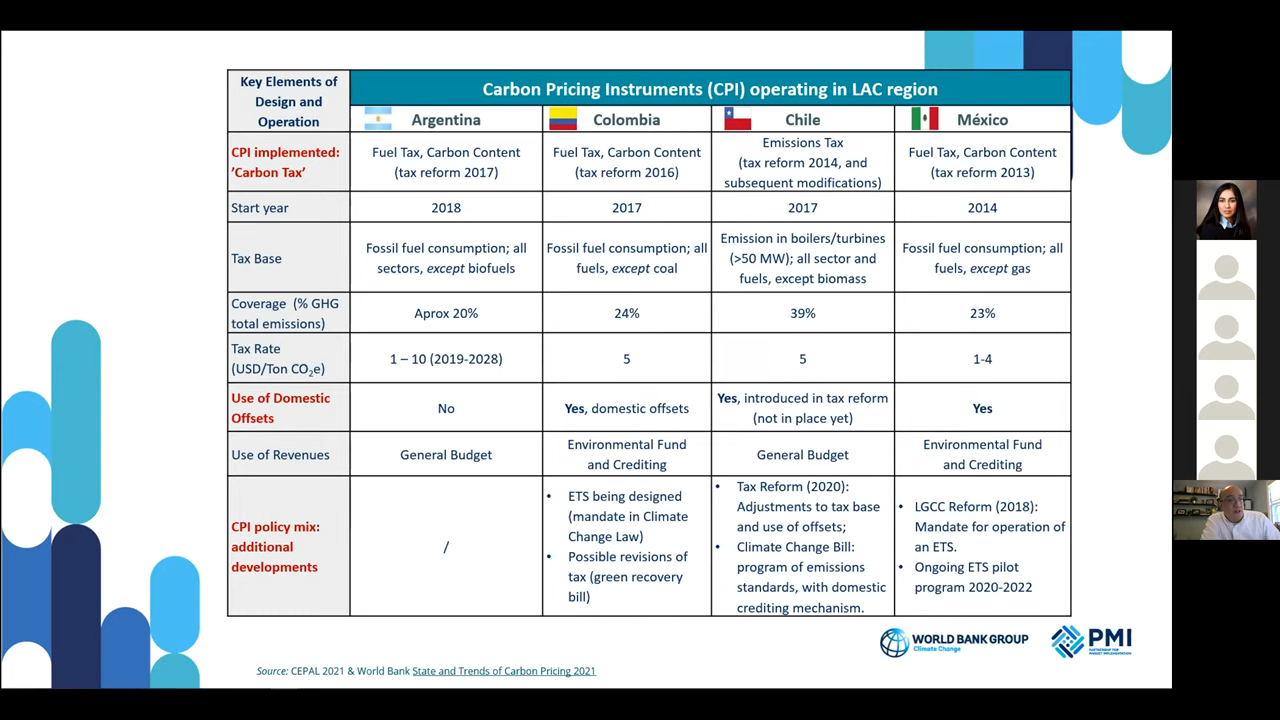 Key Elements of
Design and
Operation
Carbon Pricing Instruments (CPI) operating in LAC region
Argentina
Colombia
Chile
México
CPI implemented:
’Carbon Tax’
Fuel Tax, Carbon Content
(tax reform 2017)
Fuel Tax, Carbon Content
(tax reform 2016)
Emissions Tax
(tax reform 2014, and
subsequent modifications)
Fuel Tax, Carbon Content
(tax reform 2013)
Start year
2018
2017
2017
2014
Tax Base
Fossil fuel consumption; all
sectors, except biofuels
Fossil fuel consumption; all
fuels, except coal
Emission in boilers/turbines
(>50 MW); all sector and
fuels, except biomass
Fossil fuel consumption; all
fuels, except gas
Coverage (% GHG
total emissions)
Aprox 20%
24%
39%
23%
Tax Rate
(USD/Ton CO2e)
1 – 10 (2019-2028)
5
5
1-4
Use of Domestic
Offsets
No
Yes, domestic offsets
Yes, introduced in tax reform
(not in place yet)
Yes
Use of Revenues
General Budget
Environmental Fund
and Crediting
General Budget
Environmental Fund
and Crediting
CPI policy mix:
additional
developments
/
• ETS being designed
(mandate in Climate
Change Law)
• Possible revisions of
tax (green recovery
bill)
• Tax Reform (2020):
Adjustments to tax base
and use of offsets;
• Climate Change Bill:
program of emissions
standards, with domestic
crediting mechanism.
• LGCC Reform (2018):
Mandate for operation of
an ETS.
• Ongoing ETS pilot
program 2020-2022
WORLD BANK GROUP
Climate Change
PMI
PARTNERSHIP FOR
MARKET IMPLEMENTATION
Source: CEPAL 2021 & World Bank State and Trends of Carbon Pricing 2021